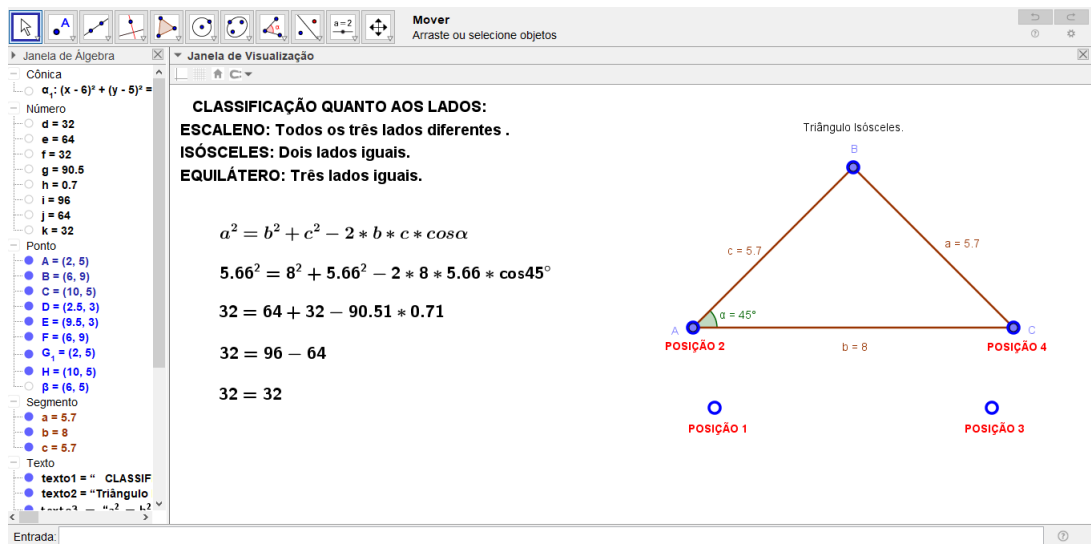 Mover
Arraste ou selecione objetos
A
α
a=2
Janela de Álgebra
Cônica
α₁: (x - 6)² + (y - 5)² =
Número
d = 32
e = 64
f = 32
g = 90.5
h = 0.7
i = 96
j = 64
k = 32
Ponto
A = (2, 5)
B = (6, 9)
C = (10, 5)
D = (2.5, 3)
E = (9.5, 3)
F = (6, 9)
G₁ = (2, 5)
H = (10, 5)
β = (6, 5)
Segmento
a = 5.7
b = 8
c = 5.7
Texto
texto1 = “ CLASSIF
texto2 = “Triângulo
Janela de Visualização
CLASSIFICAÇÃO QUANTO AOS LADOS:
ESCALENO: Todos os três lados diferentes .
ISÓSCELES: Dois lados iguais.
EQUILÁTERO: Três lados iguais.
a² = b² + c² − 2 * b * c * cosα
5.66² = 8² + 5.66² − 2 * 8 * 5.66 * cos45°
32 = 64 + 32 − 90.51 * 0.71
32 = 96 − 64
32 = 32
Triângulo Isósceles.
B
c = 5.7
a = 5.7
α = 45°
A
C
POSIÇÃO 2
b = 8
POSIÇÃO 4
POSIÇÃO 1
POSIÇÃO 3
Entrada: